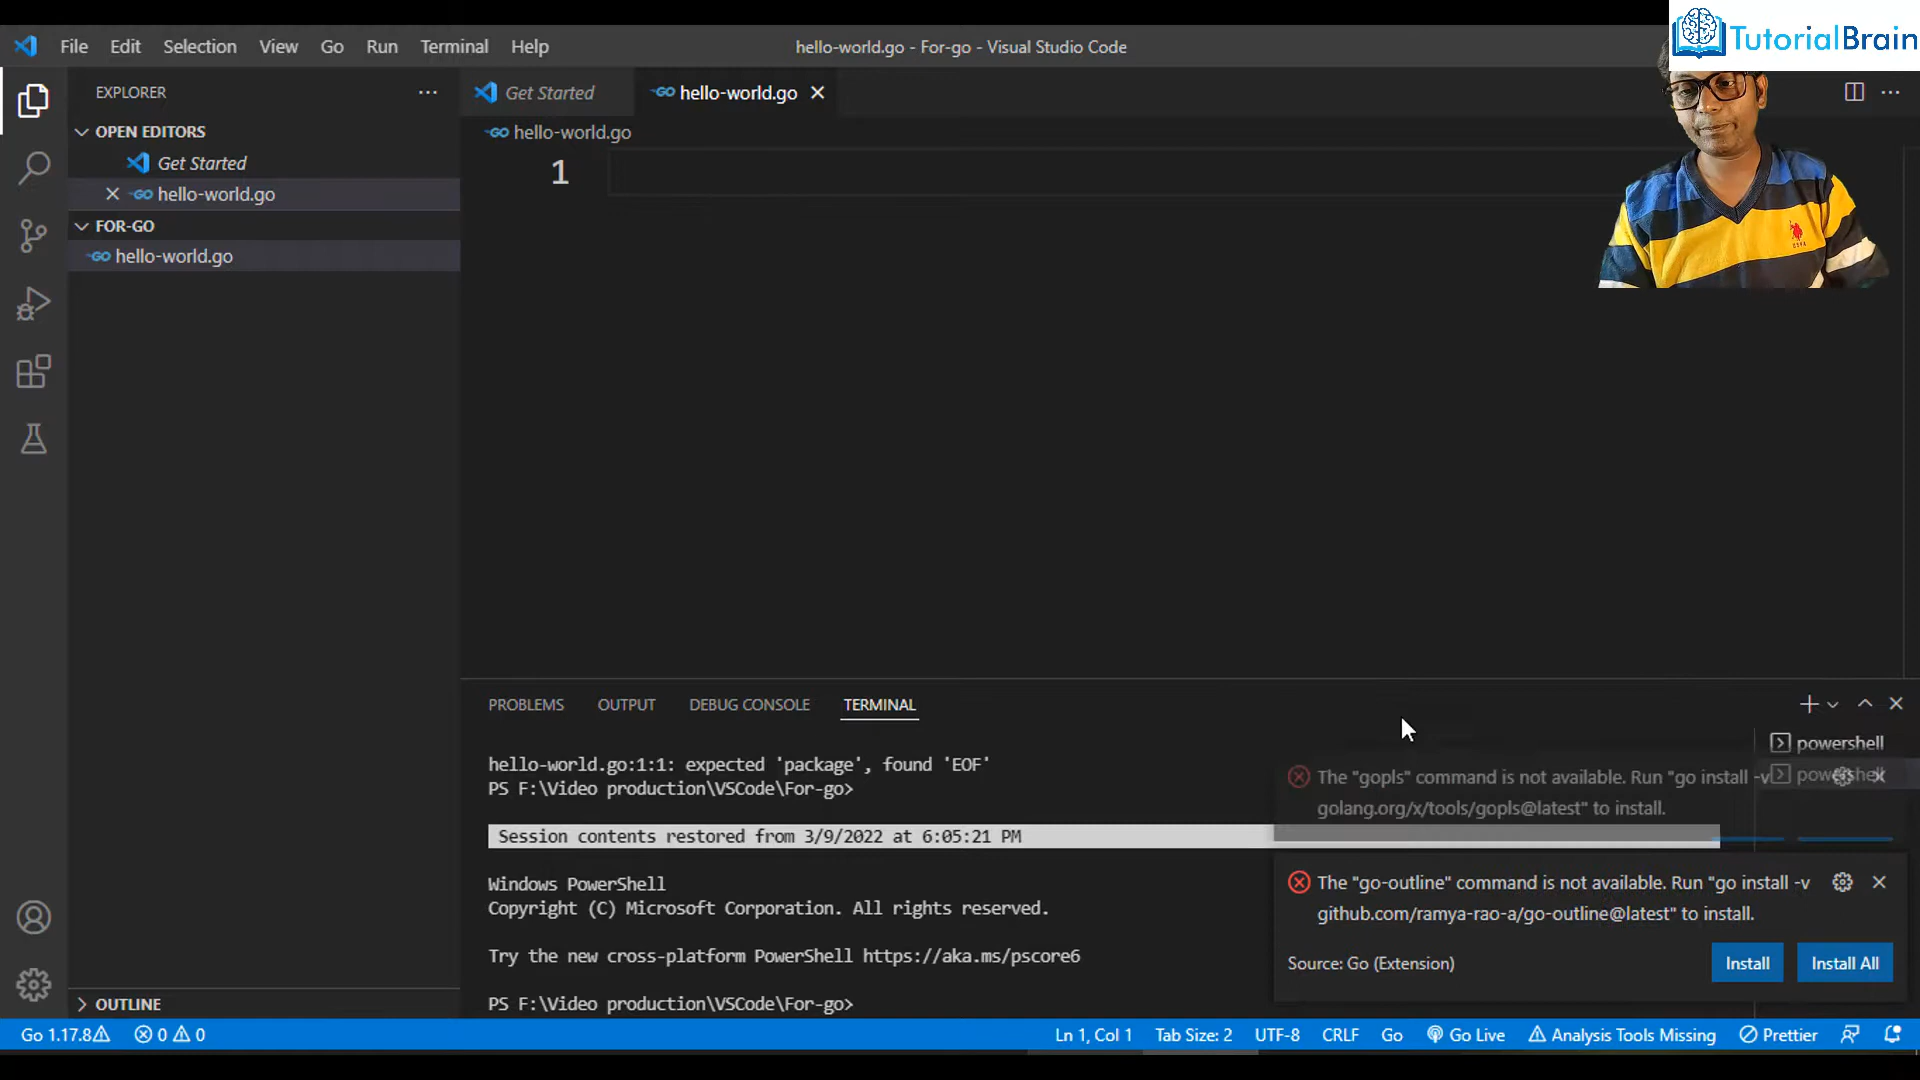 TutorialBrain
File Edit Selection View Go Run Terminal Help
hello-world.go - For-go - Visual Studio Code
EXPLORER
OPEN EDITORS
Get Started
hello-world.go
FOR-GO
hello-world.go
OUTLINE
Get Started
hello-world.go
hello-world.go
1
PROBLEMS OUTPUT DEBUG CONSOLE TERMINAL
hello-world.go:1:1: expected 'package', found 'EOF'
PS F:\Video production\VSCode\For-go>
Session contents restored from 3/9/2022 at 6:05:21 PM
Windows PowerShell
Copyright (C) Microsoft Corporation. All rights reserved.
Try the new cross-platform PowerShell https://aka.ms/pscore6
PS F:\Video production\VSCode\For-go>
powershell
powershell
The "gopls" command is not available. Run "go install -v
golang.org/x/tools/gopls@latest" to install.
The "go-outline" command is not available. Run "go install -v
github.com/ramya-rao-a/go-outline@latest" to install.
Source: Go (Extension)
Install
Install All
Go 1.17.8
0 0
Ln 1, Col 1
Tab Size: 2
UTF-8
CRLF
Go
Go Live
Analysis Tools Missing
Prettier